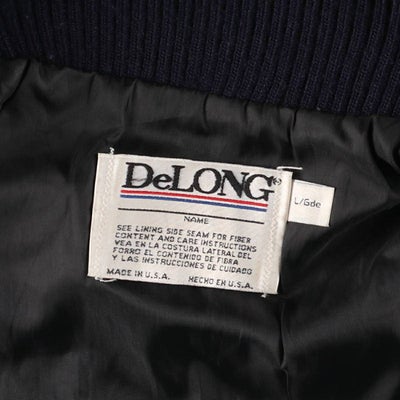 DeLONG®
NAME
SEE LINING SIDE SEAM FOR FIBER
CONTENT AND CARE INSTRUCTIONS
VEA EN LA COSTURA LATERAL DEL
FORRO EL CONTENIDO DE FIBRA
Y LAS INSTRUCCIONES DE CUIDADO
MADE IN U.S.A. HECHO EN U.S.A.
L/Gde